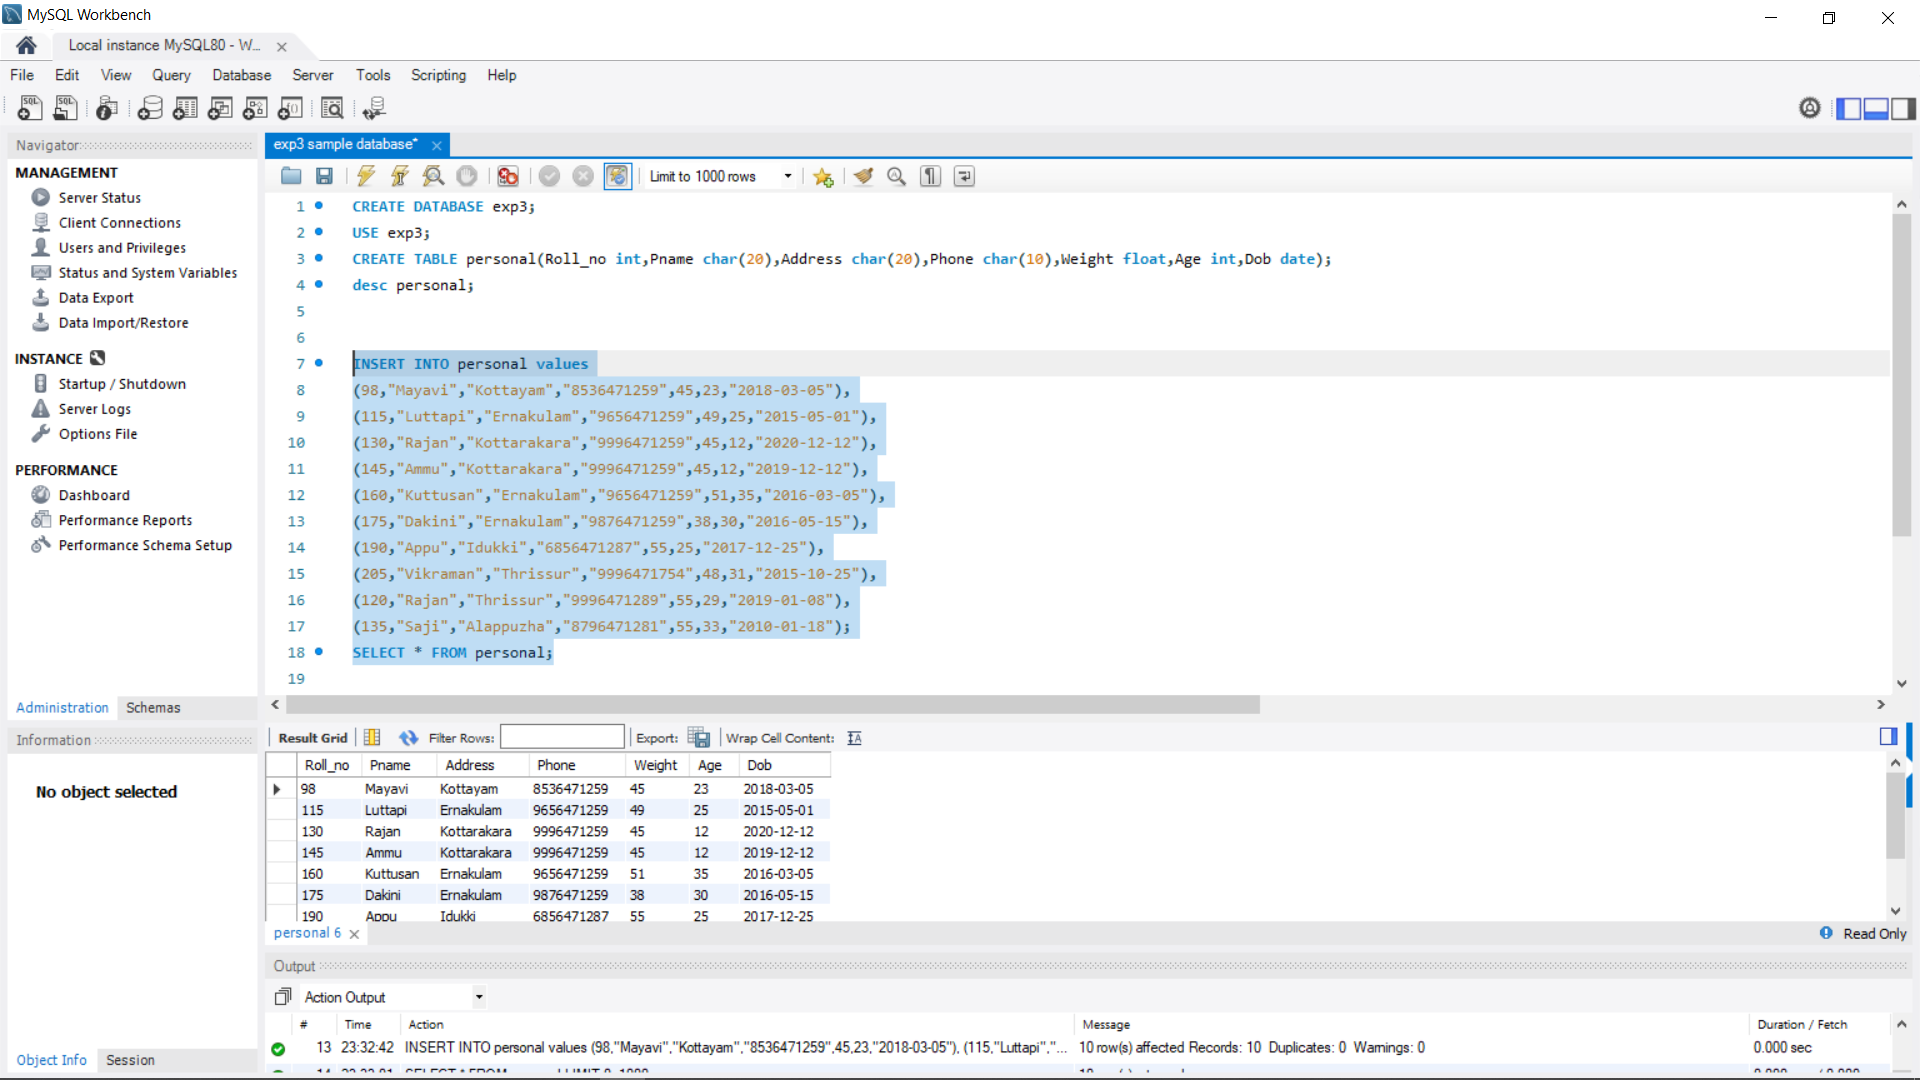 MySQL Workbench
Local instance MySQL80 - W...
File Edit View Query Database Server Tools Scripting Help
Navigator
MANAGEMENT
Server Status
Client Connections
Users and Privileges
Status and System Variables
Data Export
Data Import/Restore
INSTANCE
Startup / Shutdown
Server Logs
Options File
PERFORMANCE
Dashboard
Performance Reports
Performance Schema Setup
Administration Schemas
Information
No object selected
Object Info Session
exp3 sample database*
Limit to 1000 rows
1 CREATE DATABASE exp3;
2 USE exp3;
3 CREATE TABLE personal(Roll_no int,Pname char(20),Address char(20),Phone char(10),Weight float,Age int,Dob date);
4 desc personal;
5
6
7 INSERT INTO personal values
8 (98,"Mayavi","Kottayam","8536471259",45,23,"2018-03-05"),
9 (115,"Luttapi","Ernakulam","9656471259",49,25,"2015-05-01"),
10 (130,"Rajan","Kottarakara","9996471259",45,12,"2020-12-12"),
11 (145,"Ammu","Kottarakara","9996471259",45,12,"2019-12-12"),
12 (160,"Kuttusan","Ernakulam","9656471259",51,35,"2016-03-05"),
13 (175,"Dakini","Ernakulam","9876471259",38,30,"2016-05-15"),
14 (190,"Appu","Idukki","6856471287",55,25,"2017-12-25"),
15 (205,"Vikraman","Thrissur","9996471754",48,31,"2015-10-25"),
16 (120,"Rajan","Thrissur","9996471289",55,29,"2019-01-08"),
17 (135,"Saji","Alappuzha","8796471281",55,33,"2010-01-18");
18 SELECT * FROM personal;
19
Result Grid Filter Rows: Export: Wrap Cell Content:
Roll_no Pname Address Phone Weight Age Dob
98 Mayavi Kottayam 8536471259 45 23 2018-03-05
115 Luttapi Ernakulam 9656471259 49 25 2015-05-01
130 Rajan Kottarakara 9996471259 45 12 2020-12-12
145 Ammu Kottarakara 9996471259 45 12 2019-12-12
160 Kuttusan Ernakulam 9656471259 51 35 2016-03-05
175 Dakini Ernakulam 9876471259 38 30 2016-05-15
190 Appu Idukki 6856471287 55 25 2017-12-25
personal 6 Read Only
Output
Action Output
# Time Action Message Duration / Fetch
13 23:32:42 INSERT INTO personal values (98,"Mayavi","Kottayam","8536471259",45,23,"2018-03-05"), (115,"Luttapi","... 10 row(s) affected Records: 10 Duplicates: 0 Warnings: 0 0.000 sec